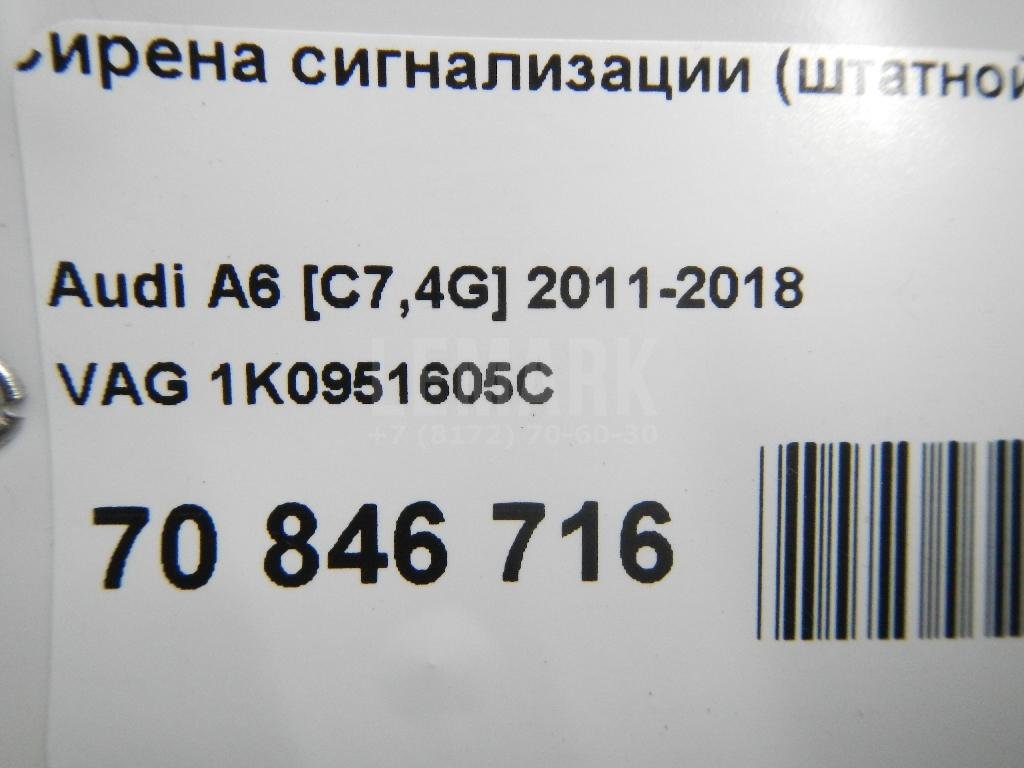 Сирена сигнализации (штатной
Audi A6 [C7,4G] 2011-2018
VAG 1K0951605C
LEMARK
+7 (8172) 70-60-30
70 846 716